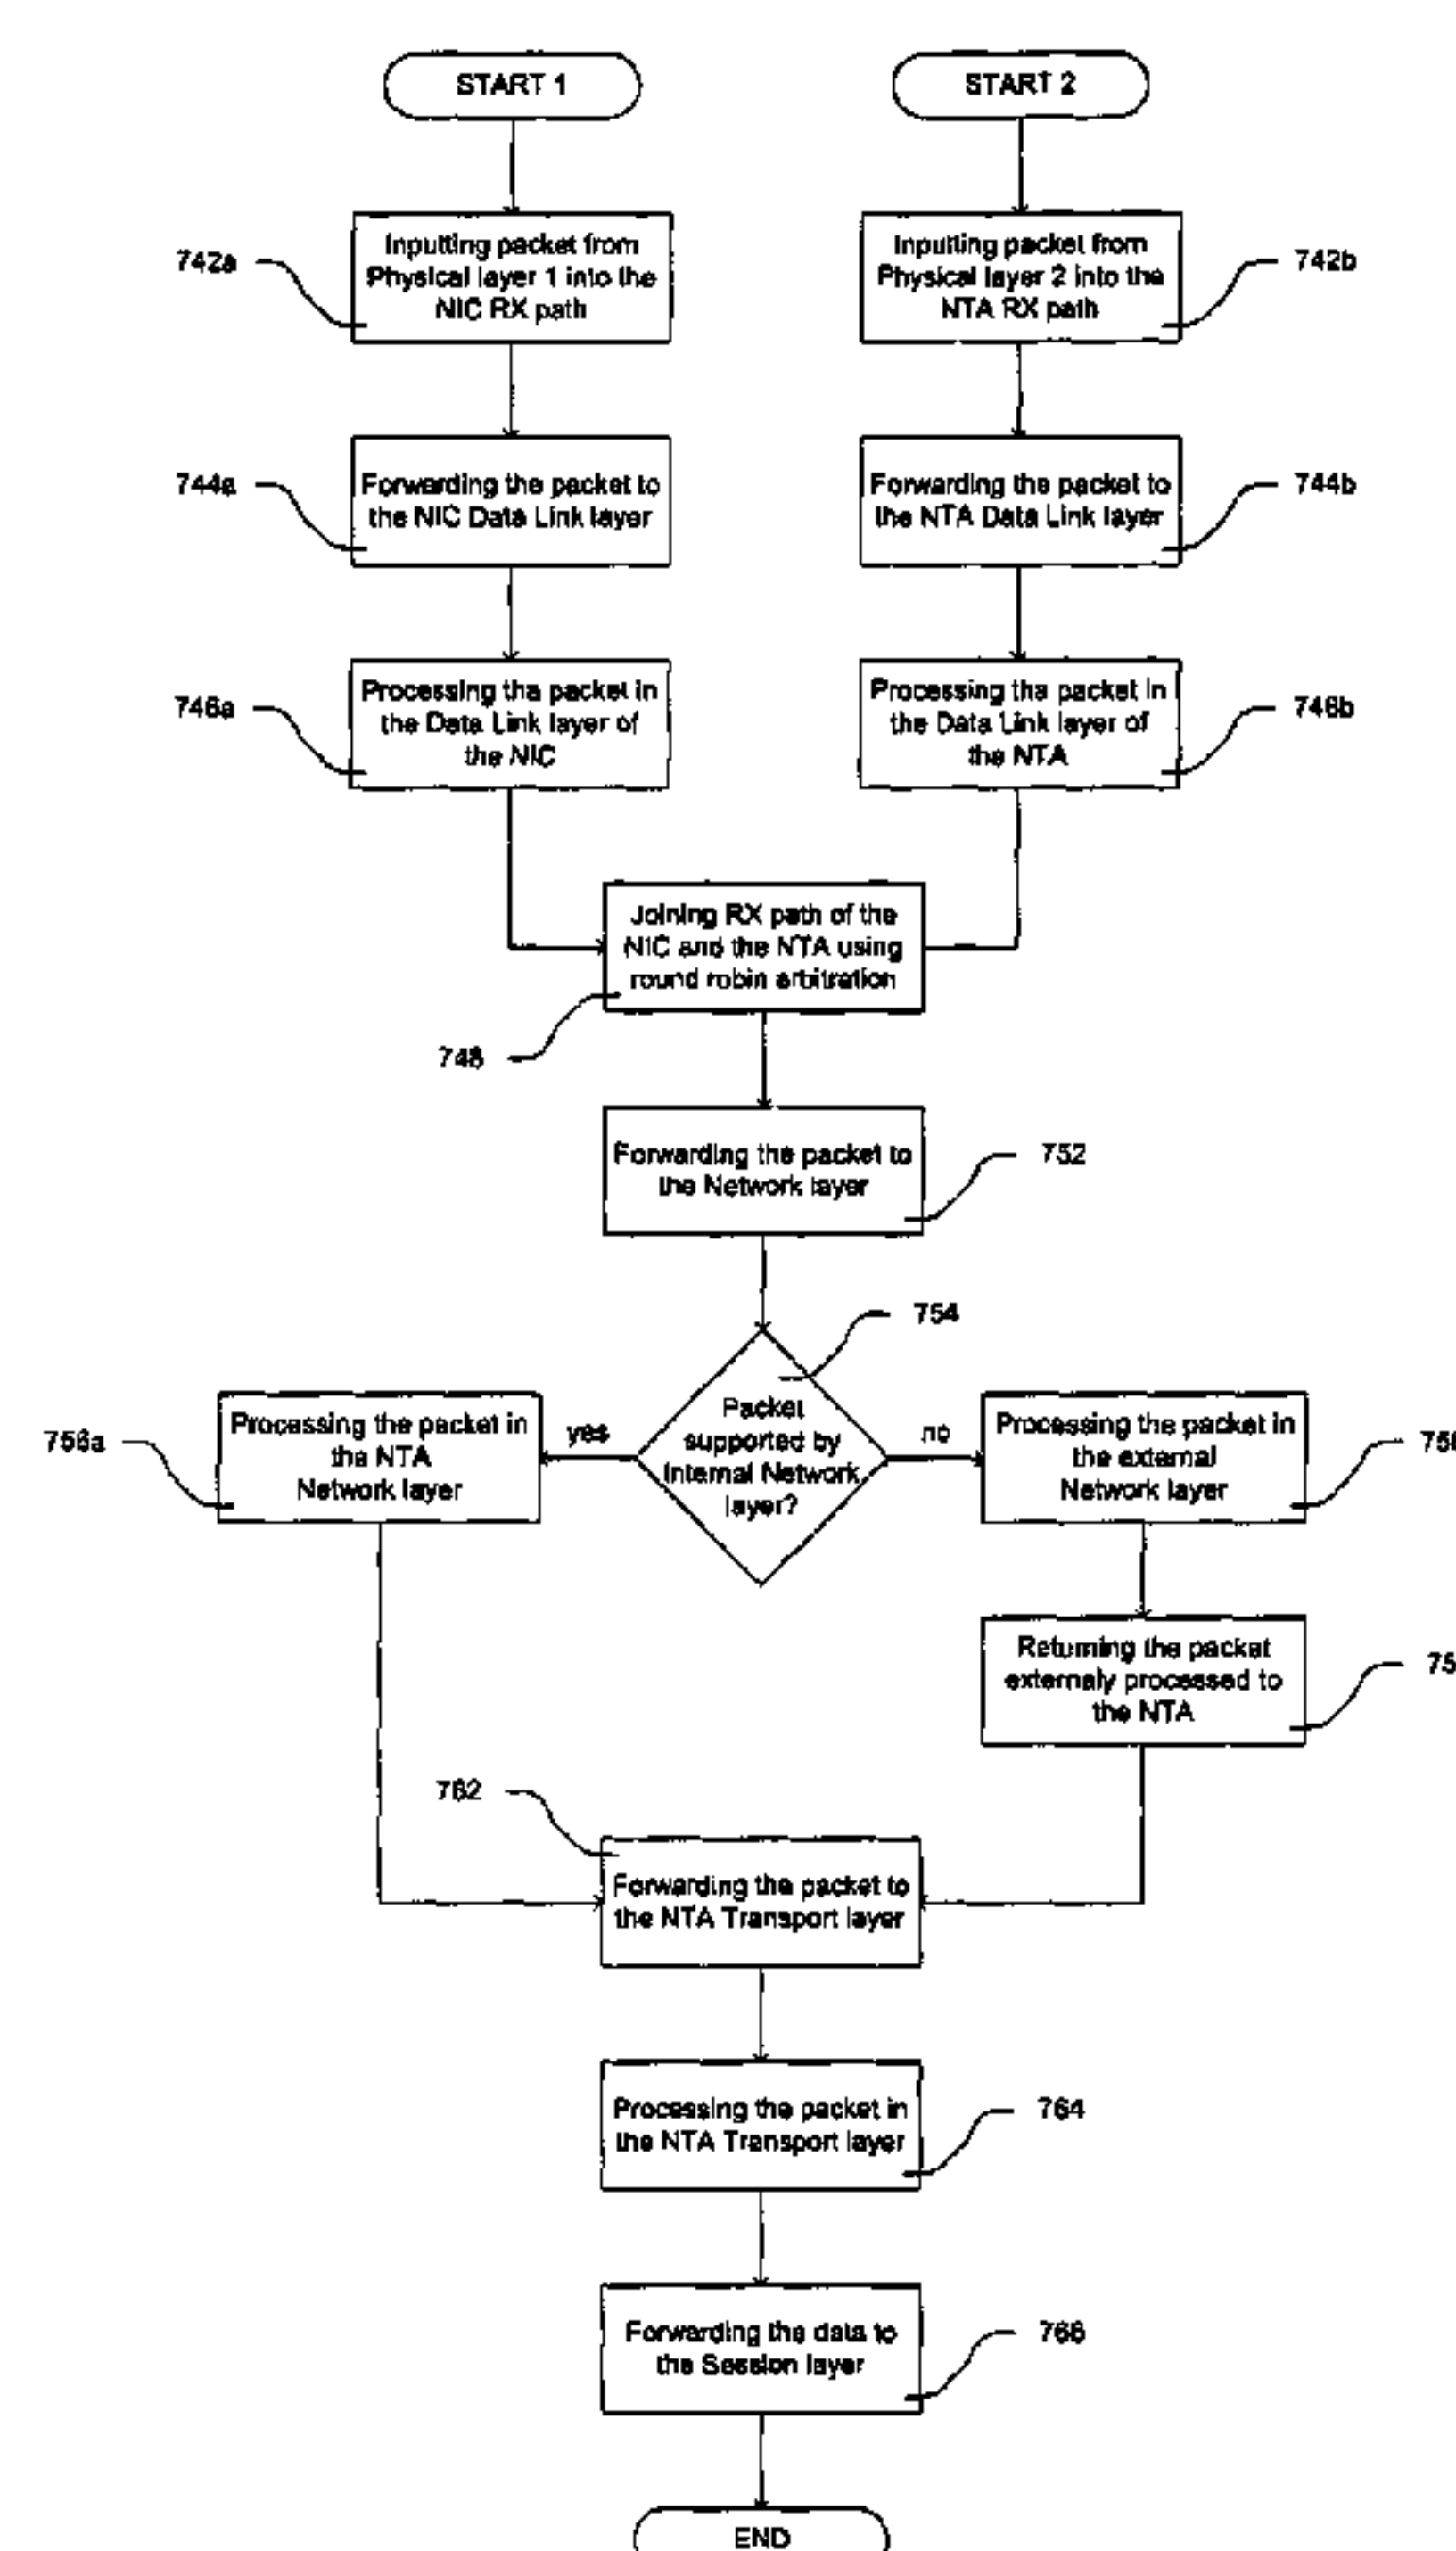 START 1
START 2
742a
Inputting packet from
Physical layer 1 into the
NIC RX path
Inputting packet from
Physical layer 2 into the
NTA RX path
742b
744a
Forwarding the packet to
the NIC Data Link layer
Forwarding the packet to
the NTA Data Link layer
744b
746a
Processing the packet in
the Data Link layer of
the NIC
Processing the packet in
the Data Link layer of
the NTA
746b
Joining RX path of the
NIC and the NTA using
round robin arbitration
748
Forwarding the packet to
the Network layer
752
754
756a
Processing the packet in
the NTA
Network layer
yes
Packet
supported by
Internal Network
layer?
no
Processing the packet in
the external
Network layer
Returning the packet
externaly processed to
the NTA
762
Forwarding the packet to
the NTA Transport layer
Processing the packet in
the NTA Transport layer
764
Forwarding the data to
the Session layer
766
END